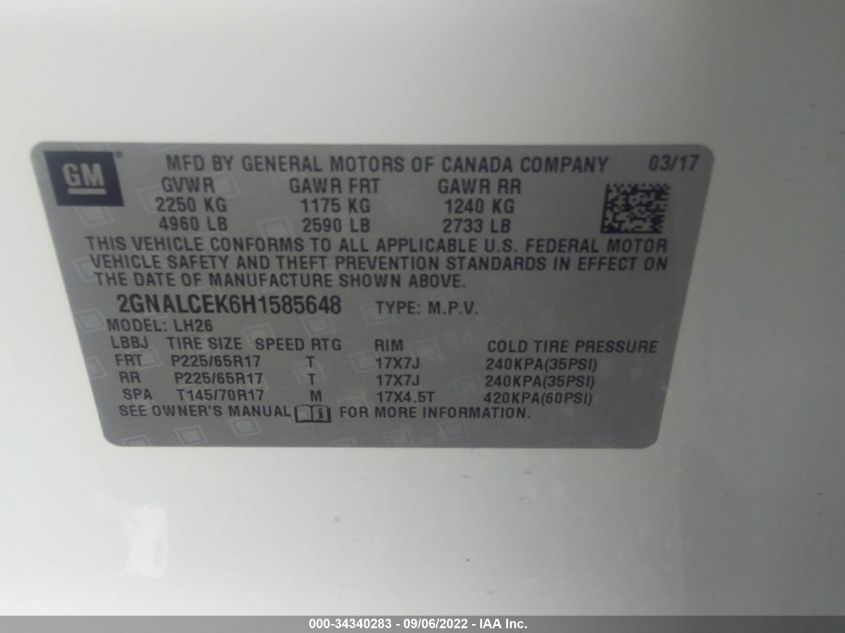 GM ® MFD BY GENERAL MOTORS OF CANADA COMPANY 03/17
GVWR GAWR FRT GAWR RR
2250 KG 1175 KG 1240 KG
4960 LB 2590 LB 2733 LB
THIS VEHICLE CONFORMS TO ALL APPLICABLE U.S. FEDERAL MOTOR
VEHICLE SAFETY AND THEFT PREVENTION STANDARDS IN EFFECT ON
THE DATE OF MANUFACTURE SHOWN ABOVE.
2GNALCEK6H1585648 TYPE: M.P.V.
MODEL: LH26
LBBJ TIRE SIZE SPEED RTG RIM COLD TIRE PRESSURE
FRT P225/65R17 T 17X7J 240KPA(35PSI)
RR P225/65R17 T 17X7J 240KPA(35PSI)
SPA T145/70R17 M 17X4.5T 420KPA(60PSI)
SEE OWNER'S MANUAL FOR MORE INFORMATION.
000-34340283 - 09/06/2022 - IAA Inc.